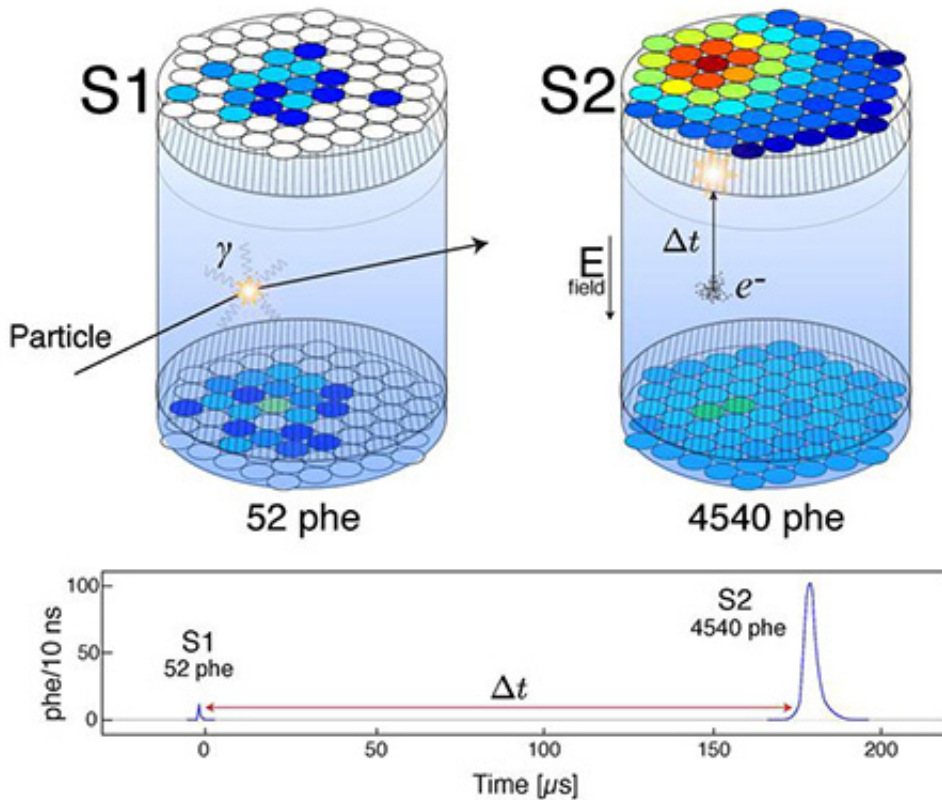 S1
S2
γ
Particle
Δt
E
field
e-
52 phe
4540 phe
phe/10 ns
100
50
0
S1
52 phe
Δt
S2
4540 phe
0
50
100
150
200
Time [µs]